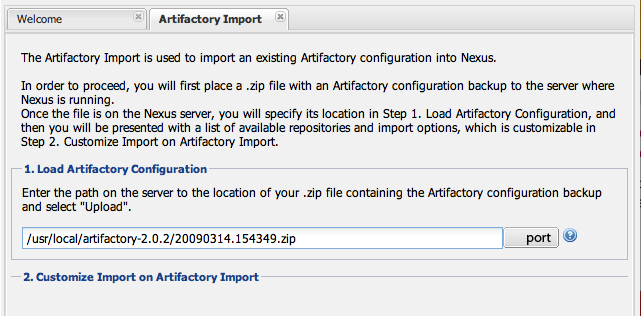 Welcome
Artifactory Import
The Artifactory Import is used to import an existing Artifactory configuration into Nexus.
In order to proceed, you will first place a .zip file with an Artifactory configuration backup to the server where
Nexus is running.
Once the file is on the Nexus server, you will specify its location in Step 1. Load Artifactory Configuration, and
then you will be presented with a list of available repositories and import options, which is customizable in
Step 2. Customize Import on Artifactory Import.
1. Load Artifactory Configuration
Enter the path on the server to the location of your .zip file containing the Artifactory configuration backup
and select "Upload".
/usr/local/artifactory-2.0.2/20090314.154349.zip port ?
2. Customize Import on Artifactory Import